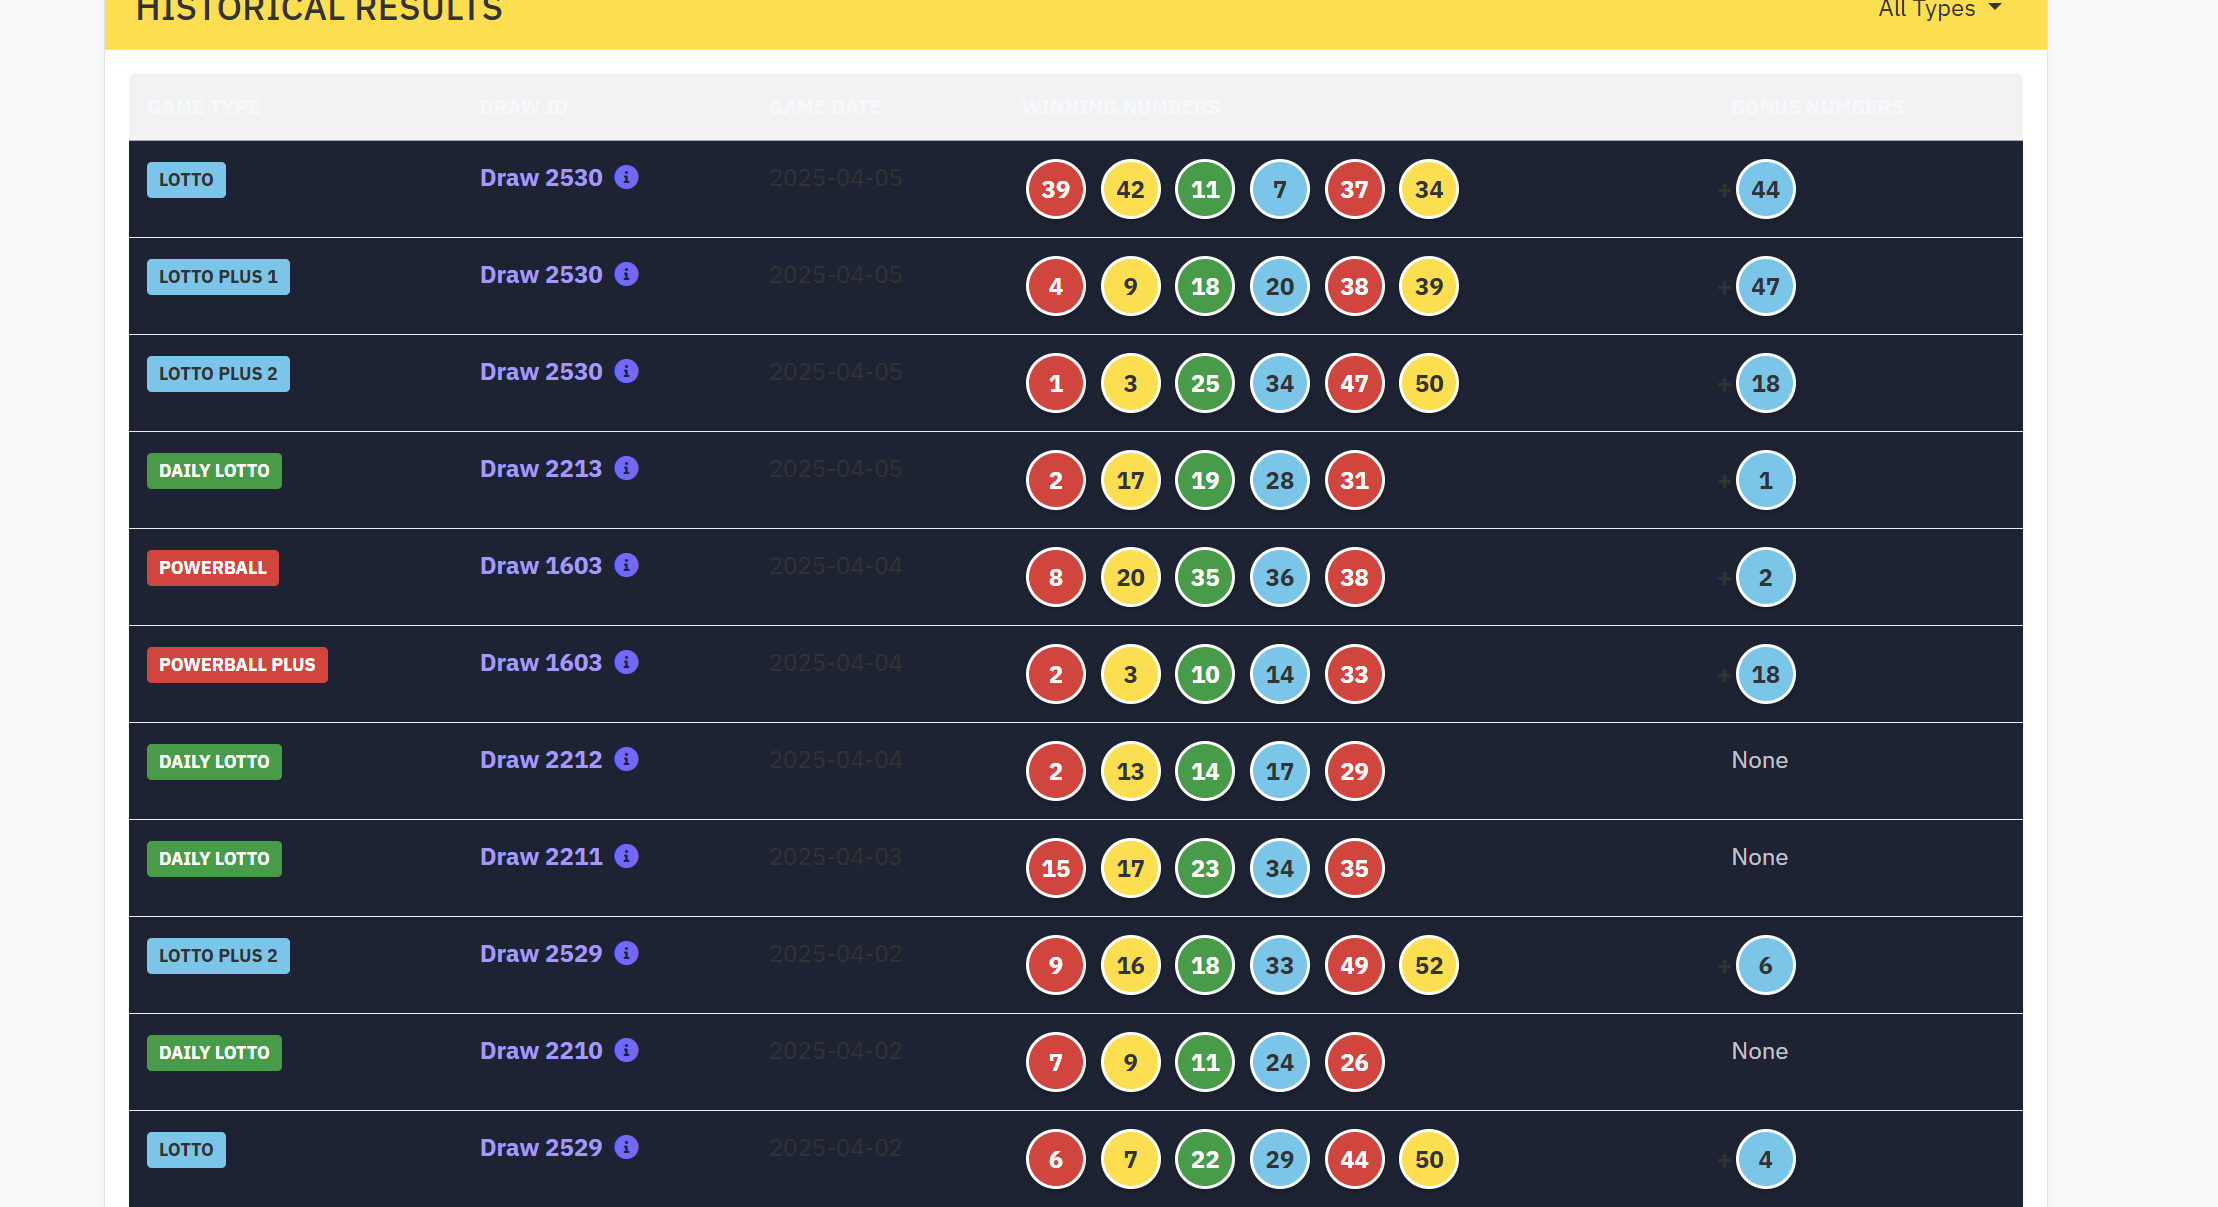 HISTORICAL RESULTS All Types
GAME TYPE DRAW ID GAME DATE WINNING NUMBERS BONUS NUMBERS
LOTTO Draw 2530 2025-04-05 39 42 11 7 37 34 + 44
LOTTO PLUS 1 Draw 2530 2025-04-05 4 9 18 20 38 39 + 47
LOTTO PLUS 2 Draw 2530 2025-04-05 1 3 25 34 47 50 + 18
DAILY LOTTO Draw 2213 2025-04-05 2 17 19 28 31 + 1
POWERBALL Draw 1603 2025-04-04 8 20 35 36 38 + 2
POWERBALL PLUS Draw 1603 2025-04-04 2 3 10 14 33 + 18
DAILY LOTTO Draw 2212 2025-04-04 2 13 14 17 29 None
DAILY LOTTO Draw 2211 2025-04-03 15 17 23 34 35 None
LOTTO PLUS 2 Draw 2529 2025-04-02 9 16 18 33 49 52 + 6
DAILY LOTTO Draw 2210 2025-04-02 7 9 11 24 26 None
LOTTO Draw 2529 2025-04-02 6 7 22 29 44 50 + 4